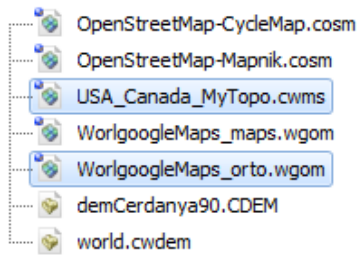 OpenStreetMap-CycleMap.cosm
OpenStreetMap-Mapnik.cosm
USA_Canada_MyTopo.cwms
WorlgoogleMaps_maps.wgom
WorlgoogleMaps_orto.wgom
demCerdanya90.CDEM
world.cwdem